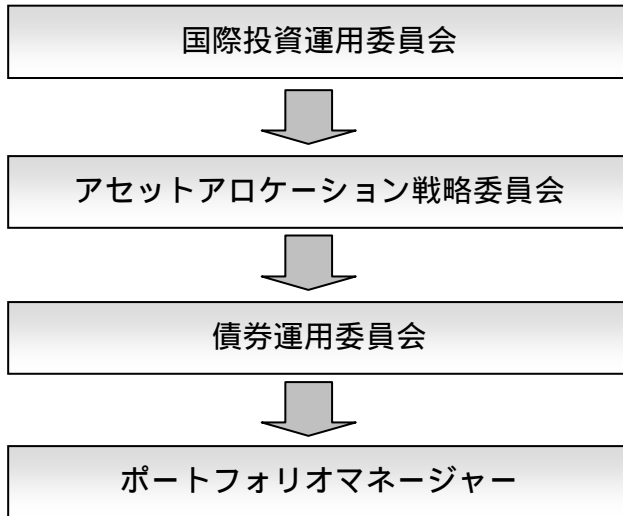 国際投資運用委員会
アセットアロケーション戦略委員会
債券運用委員会
ポートフォリオマネージャー